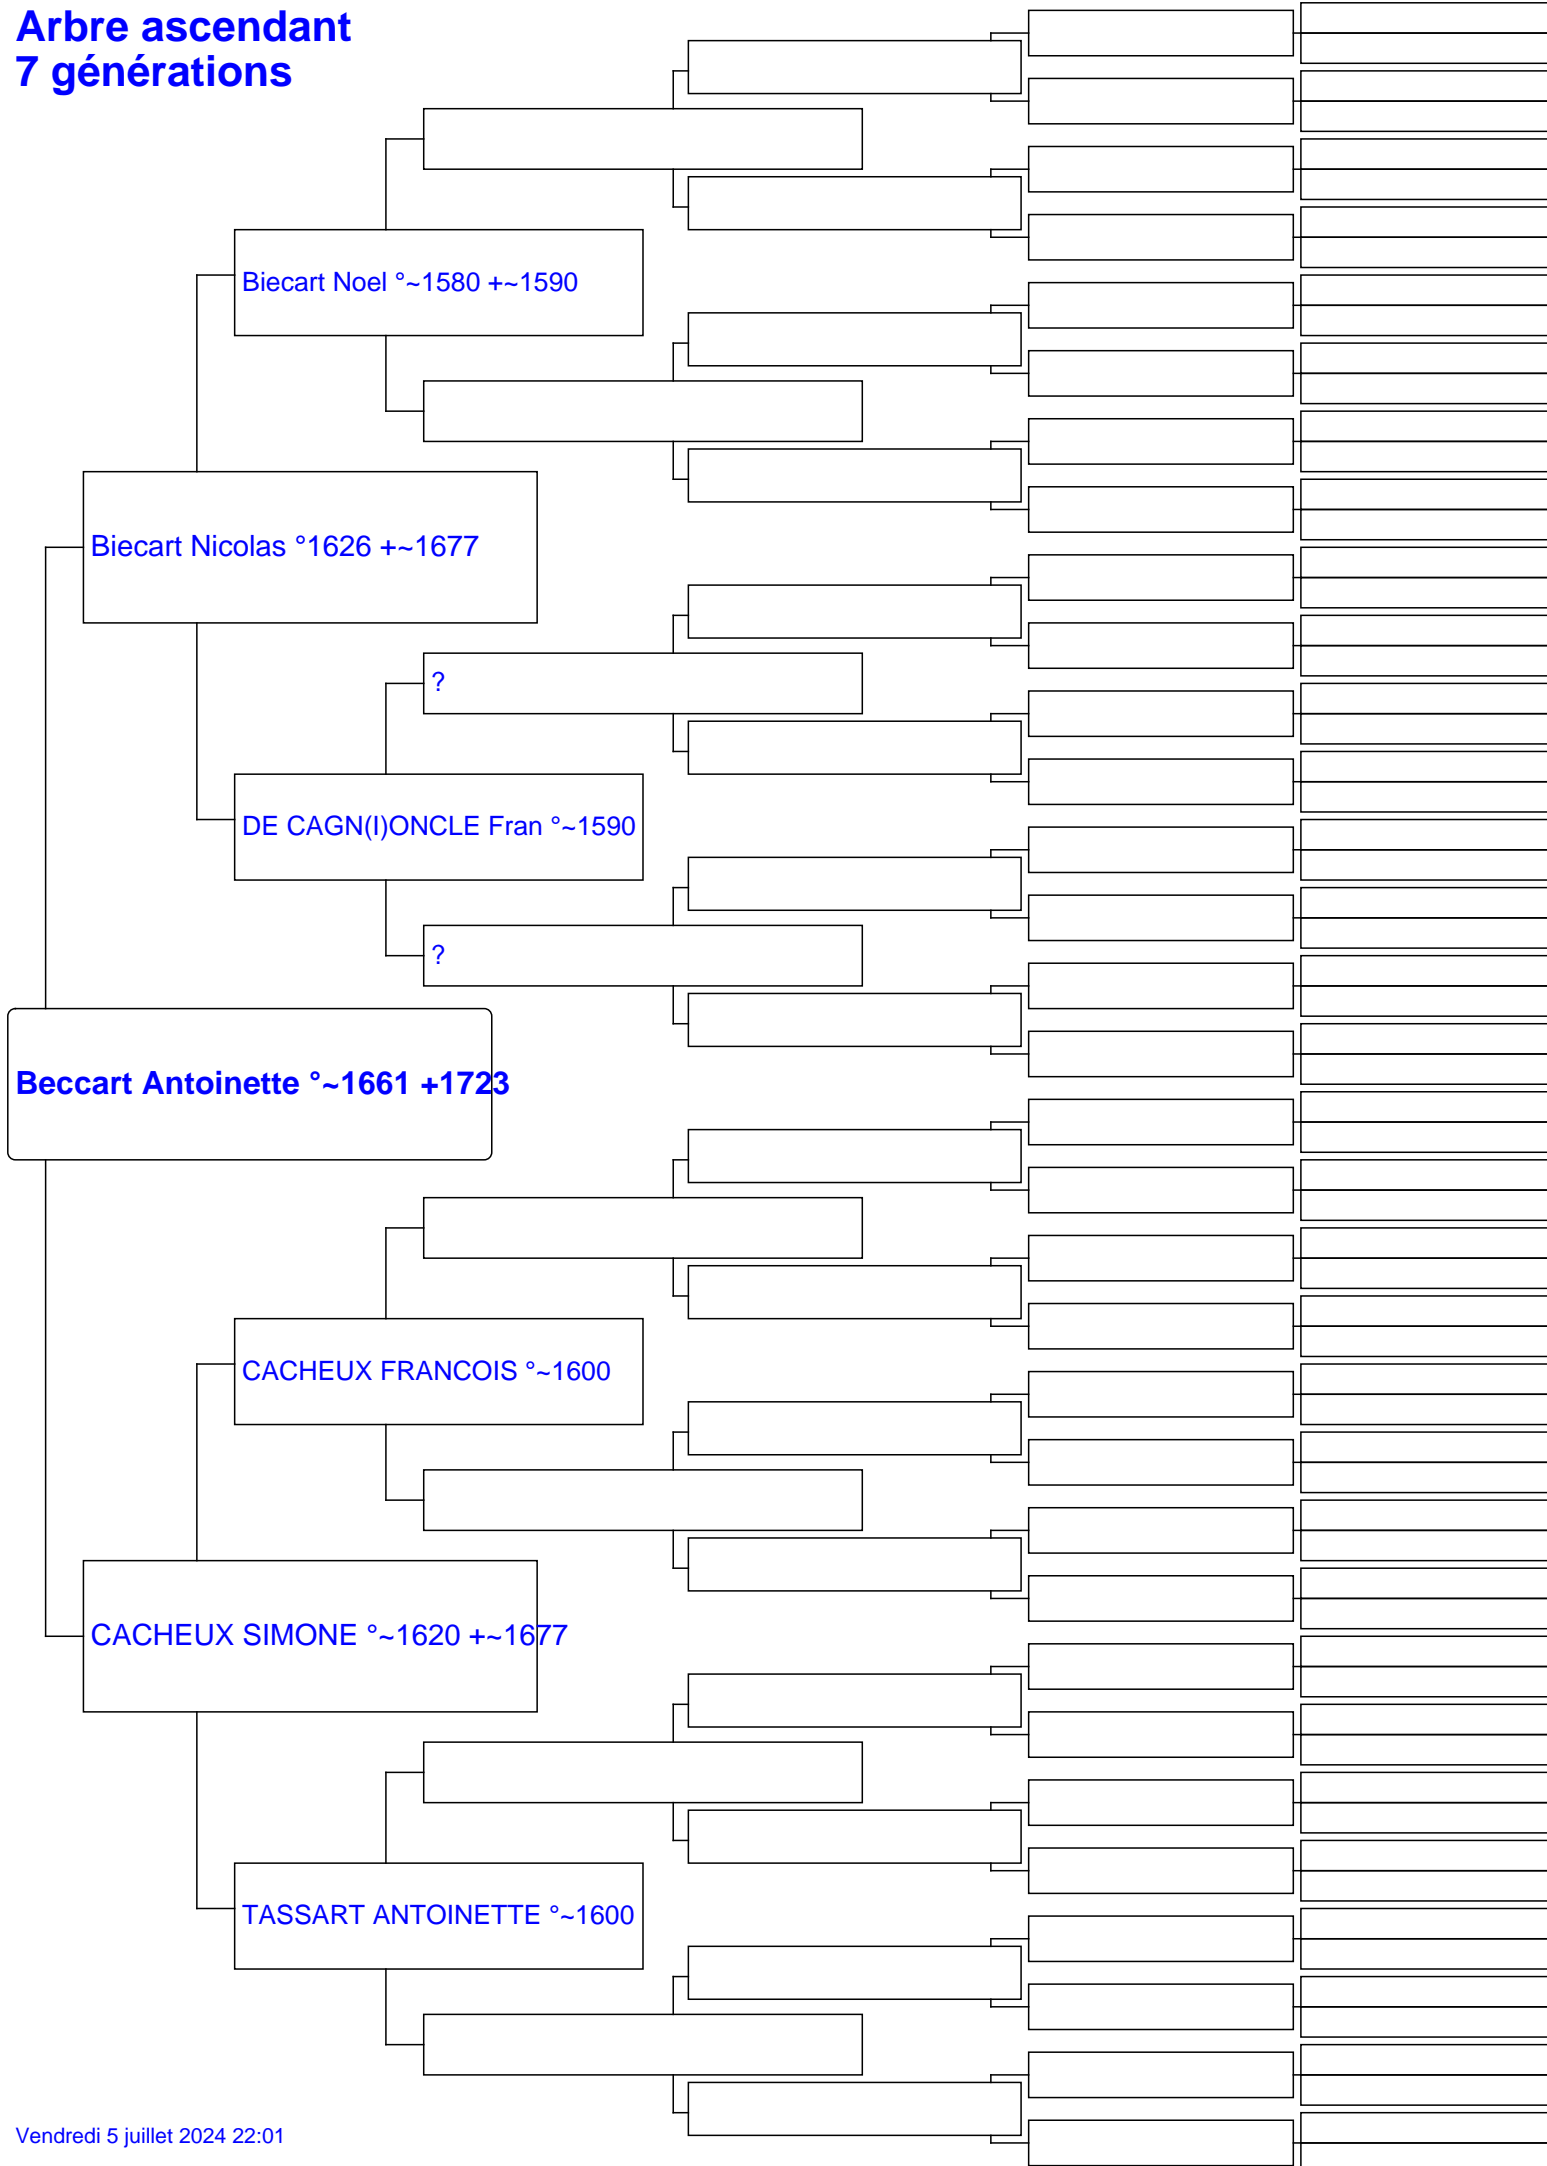 Arbre ascendant
7 générations
Biecart Noel °~1580 +~1590
Biecart Nicolas °1626 +~1677
?
DE CAGN(I)ONCLE Fran °~1590
?
Beccart Antoinette °~1661 +1723
CACHEUX FRANCOIS °~1600
CACHEUX SIMONE °~1620 +~1677
TASSART ANTOINETTE °~1600
Vendredi 5 juillet 2024 22:01